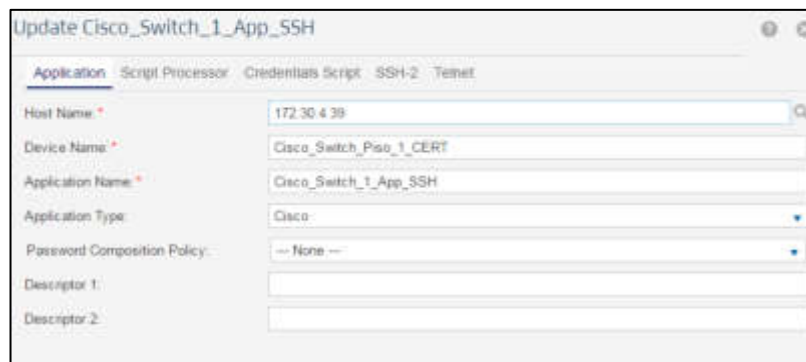 Update Cisco_Switch_1_App_SSH
Application Script Processor Credentials Script SSH-2 Telnet
Host Name: * 172.30.4.39
Device Name: * Cisco_Switch_Piso_1_CERT
Application Name: * Cisco_Switch_1_App_SSH
Application Type: Cisco
Password Composition Policy: --- None ---
Descriptor 1:
Descriptor 2: